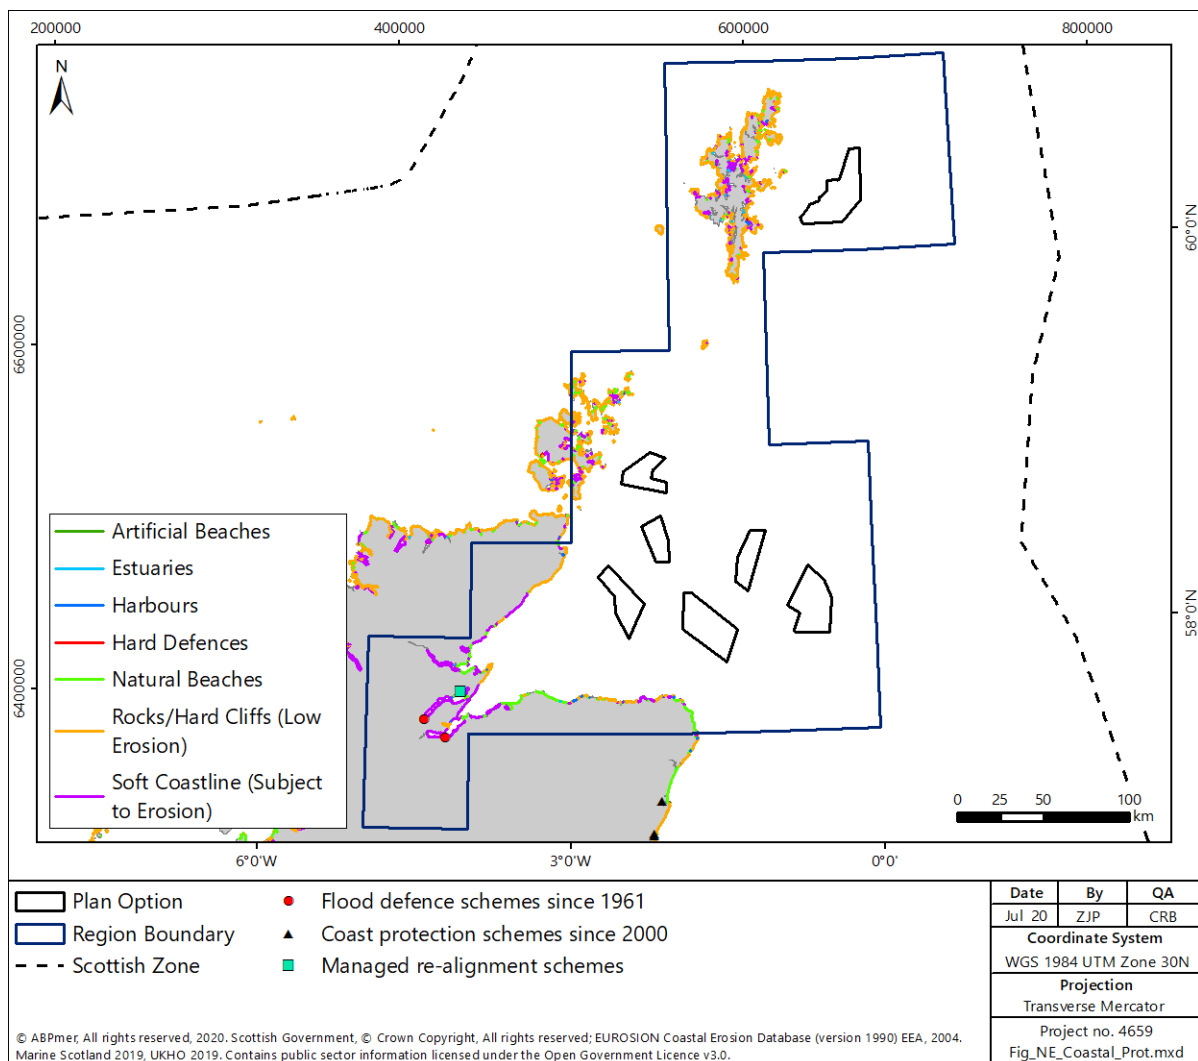 200000 400000 600000 800000
N
60°0'N
6600000
58°0'N
6400000
Artificial Beaches
Estuaries
Harbours
Hard Defences
Natural Beaches
Rocks/Hard Cliffs (Low
Erosion)
Soft Coastline (Subject
to Erosion)
0 25 50 100
km
6°0'W 3°0'W 0°0'
Plan Option
Region Boundary
Scottish Zone
Flood defence schemes since 1961
Coast protection schemes since 2000
Managed re-alignment schemes
Date By QA
Jul 20 ZJP CRB
Coordinate System
WGS 1984 UTM Zone 30N
Projection
Transverse Mercator
Project no. 4659
Fig_NE_Coastal_Prot.mxd
© ABPmer, All rights reserved, 2020. Scottish Government, © Crown Copyright, All rights reserved; EUROSION Coastal Erosion Database (version 1990) EEA, 2004.
Marine Scotland 2019, UKHO 2019. Contains public sector information licensed under the Open Government Licence v3.0.